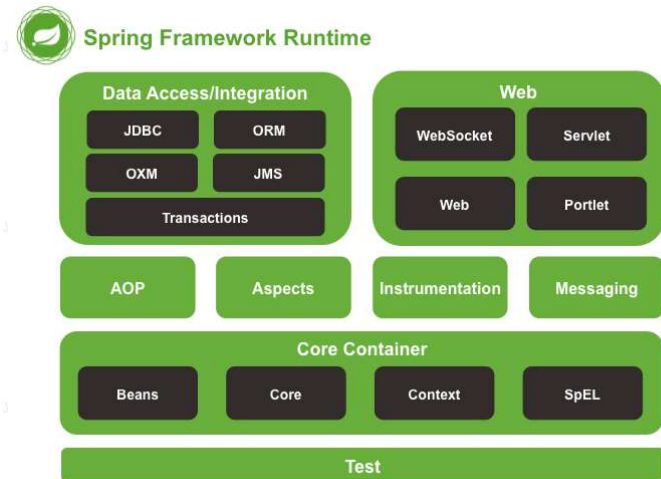 Spring Framework Runtime
Data Access/Integration
JDBC
ORM
OXM
JMS
Transactions
Web
WebSocket
Servlet
Web
Portlet
AOP
Aspects
Instrumentation
Messaging
Core Container
Beans
Core
Context
SpEL
Test